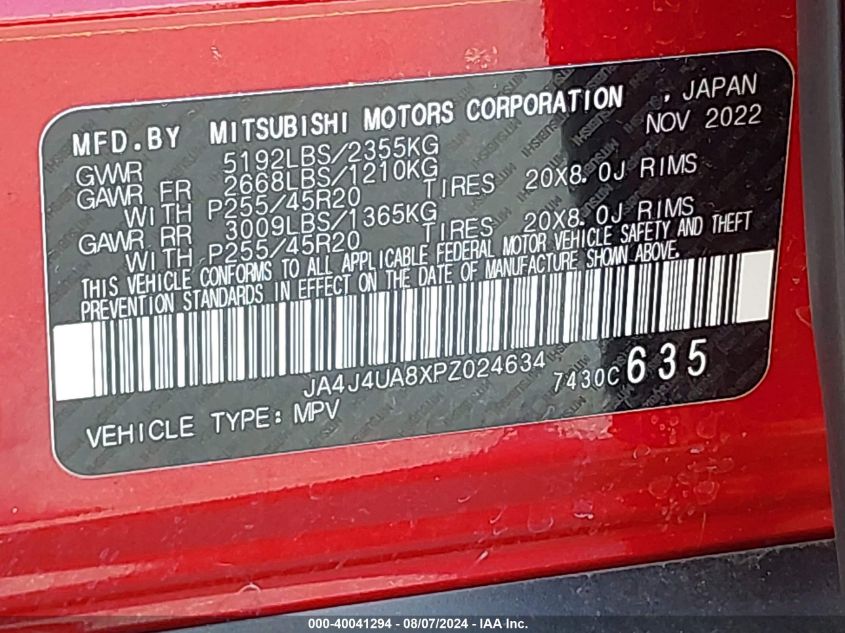 MFD.BY MITSUBISHI MOTORS CORPORATION , JAPAN
NOV 2022
GVWR 5192LBS/2355KG
GAWR FR 2668LBS/1210KG
WITH P255/45R20 TIRES 20X8.0J RIMS
GAWR RR 3009LBS/1365KG
WITH P255/45R20 TIRES 20X8.0J RIMS
THIS VEHICLE CONFORMS TO ALL APPLICABLE FEDERAL MOTOR VEHICLE SAFETY AND THEFT
PREVENTION STANDARDS IN EFFECT ON THE DATE OF MANUFACTURE SHOWN ABOVE.
JA4J4UA8XPZ024634 7430C 635
VEHICLE TYPE: MPV
000-40041294 - 08/07/2024 - IAA Inc.